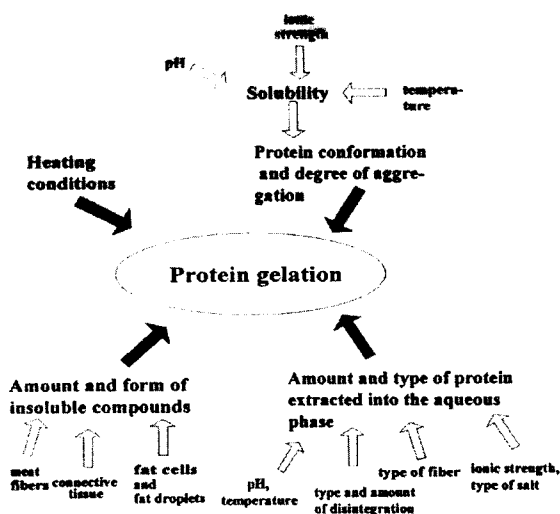 ionic
strength
pH
Solubility
tempera-
ture
Heating
conditions
Protein conformation
and degree of aggre-
gation
Protein gelation
Amount and form of
insoluble compounds
Amount and type of protein
extracted into the aqueous
phase
meat
fibers
connective
tissue
fat cells
and
fat droplets
pH,
temperature
type and amount
of disintegration
type of fiber
ionic strength,
type of salt